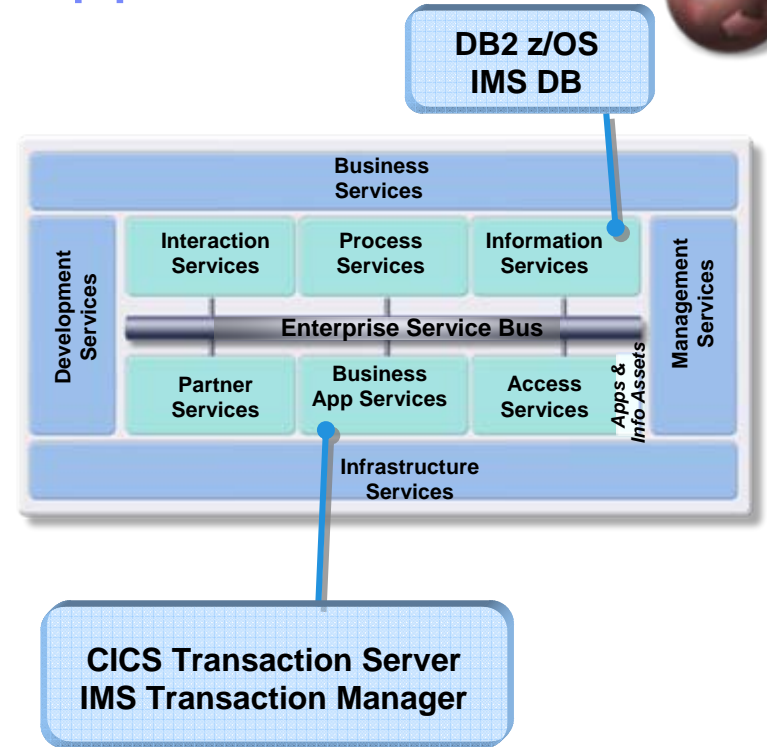 DB2 z/OS
IMS DB
Business
Services
Development
Services
Interaction
Services
Process
Services
Information
Services
Management
Services
Enterprise Service Bus
Partner
Services
Business
App Services
Access
Services
Apps &
Info Assets
Infrastructure
Services
CICS Transaction Server
IMS Transaction Manager